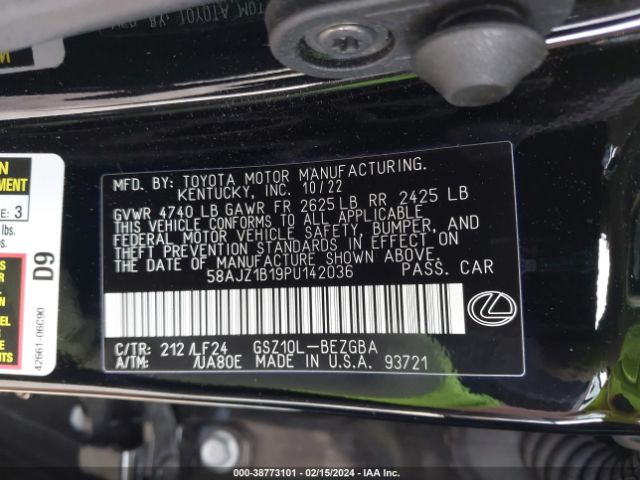 MFD. BY: TOYOTA MOTOR MANUFACTURING.
KENTUCKY, INC. 10/22
GVWR 4740 LB GAWR FR 2625 LB RR 2425 LB
THIS VEHICLE CONFORMS TO ALL APPLICABLE
FEDERAL MOTOR VEHICLE SAFETY, BUMPER, AND
THEFT PREVENTION STANDARDS IN EFFECT ON
THE DATE OF MANUFACTURE SHOWN ABOVE.
58AJZ1B19PU142036 PASS. CAR
C/TR: 212 /LF24 GSZ10L-BEZGBA
A/TM: /UA80E MADE IN U.S.A. 93721
E: 3
lbs.
D9
42661-06C90
000-38773101 - 02/15/2024 - IAA Inc.